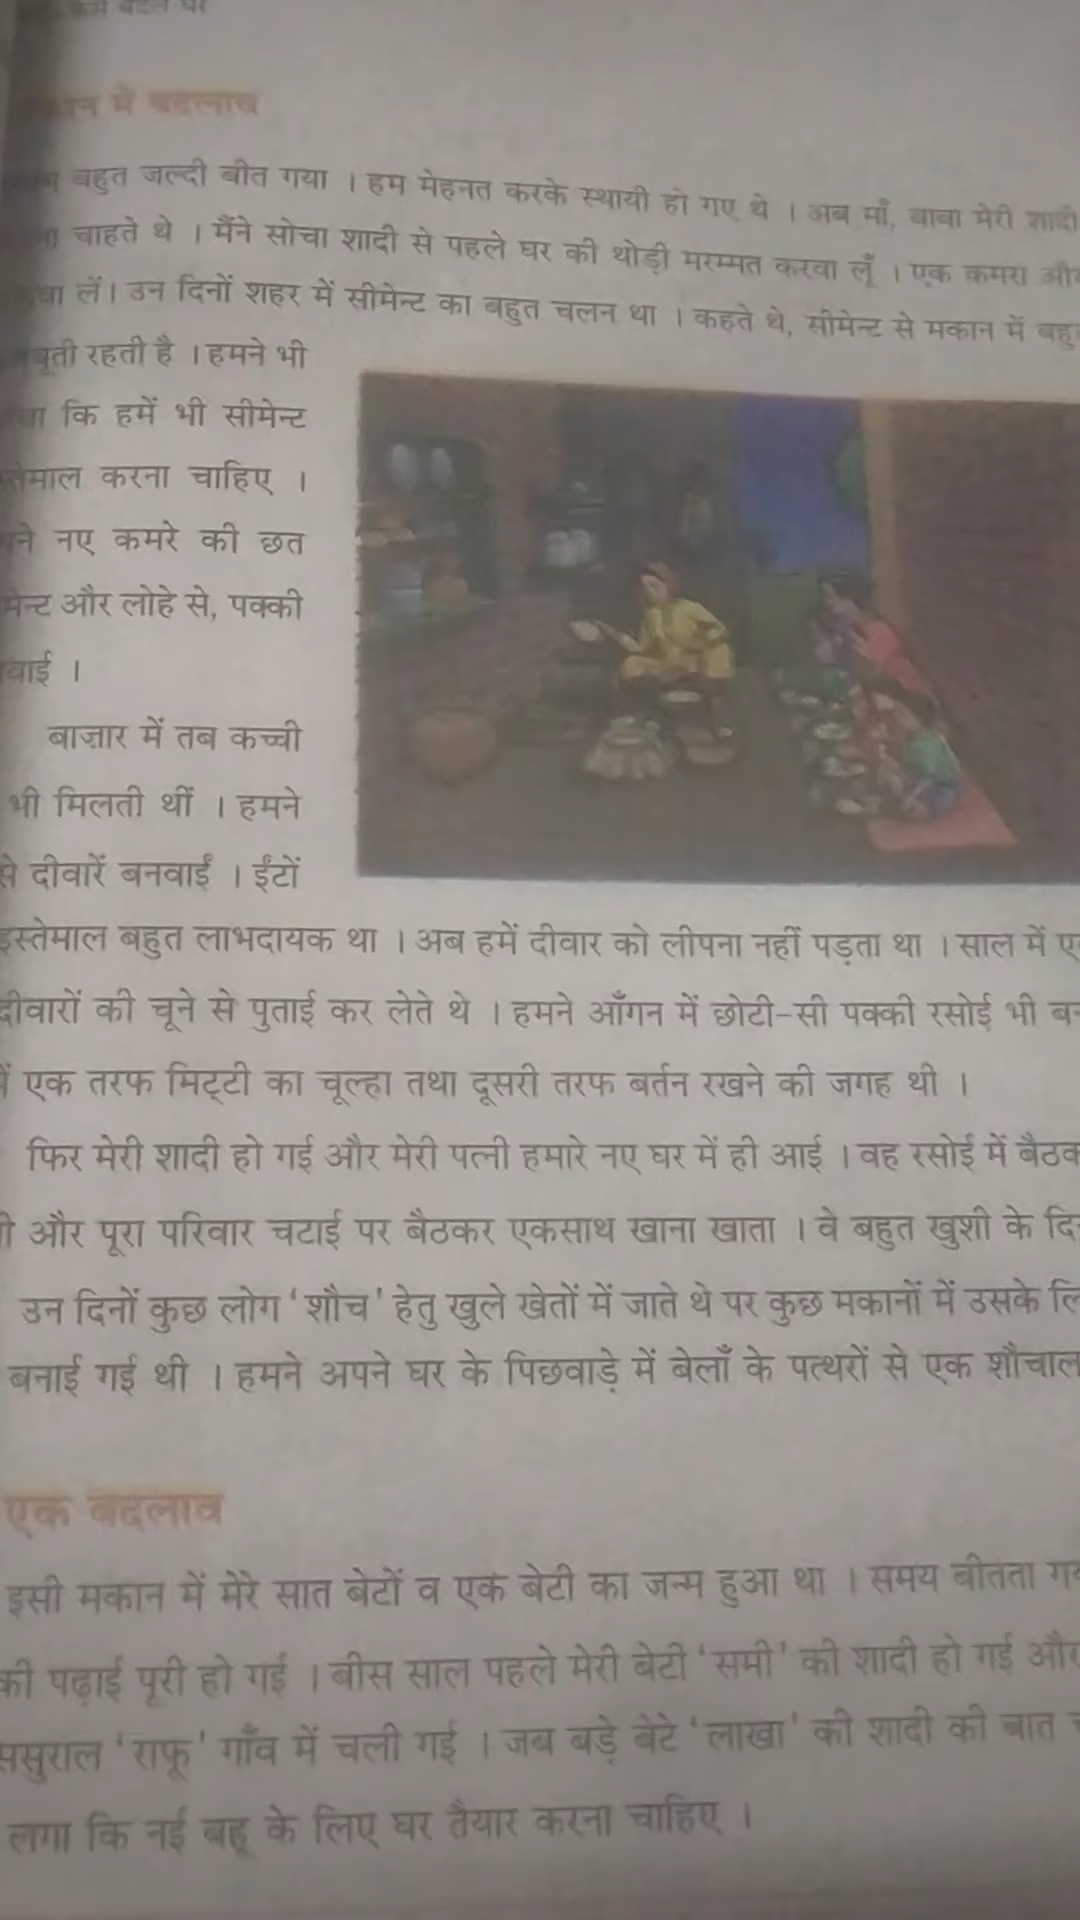 में बदलाव
बहुत जल्दी बीत गया । हम मेहनत करके स्थायी हो गए थे । अब माँ, बाबा मेरी शादी
चाहते थे । मैंने सोचा शादी से पहले घर की थोड़ी मरम्मत करवा लूँ । एक कमरा
लें। उन दिनों शहर में सीमेन्ट का बहुत चलन था । कहते थे, सीमेन्ट से मकान में
रहती है । हमने भी
कि हमें भी सीमेन्ट
करना चाहिए ।
नए कमरे की छत
और लोहे से, पक्की
।
बाज़ार में तब कच्ची
भी मिलती थीं । हमने
से दीवारें बनवाईं । ईंटों
इस्तेमाल बहुत लाभदायक था । अब हमें दीवार को लीपना नहीं पड़ता था । साल में
दीवारों की चूने से पुताई कर लेते थे । हमने आँगन में छोटी-सी पक्की रसोई भी
एक तरफ मिट्टी का चूल्हा तथा दूसरी तरफ बर्तन रखने की जगह थी ।
फिर मेरी शादी हो गई और मेरी पत्नी हमारे नए घर में ही आई । वह रसोई में
और पूरा परिवार चटाई पर बैठकर एकसाथ खाना खाता । वे बहुत खुशी के
उन दिनों कुछ लोग ‘शौच’ हेतु खुले खेतों में जाते थे पर कुछ मकानों में उसके
बनाई गई थी । हमने अपने घर के पिछवाड़े में बेलाँ के पत्थरों से एक
एक बदलाव
इसी मकान में मेरे सात बेटों व एक बेटी का जन्म हुआ था । समय बीतता
की पढ़ाई पूरी हो गई । बीस साल पहले मेरी बेटी ‘समी’ की शादी हो गई और
ससुराल ‘राफू’ गाँव में चली गई । जब बड़े बेटे ‘लाखा’ की शादी की बात
लगा कि नई बहू के लिए घर तैयार करना चाहिए ।